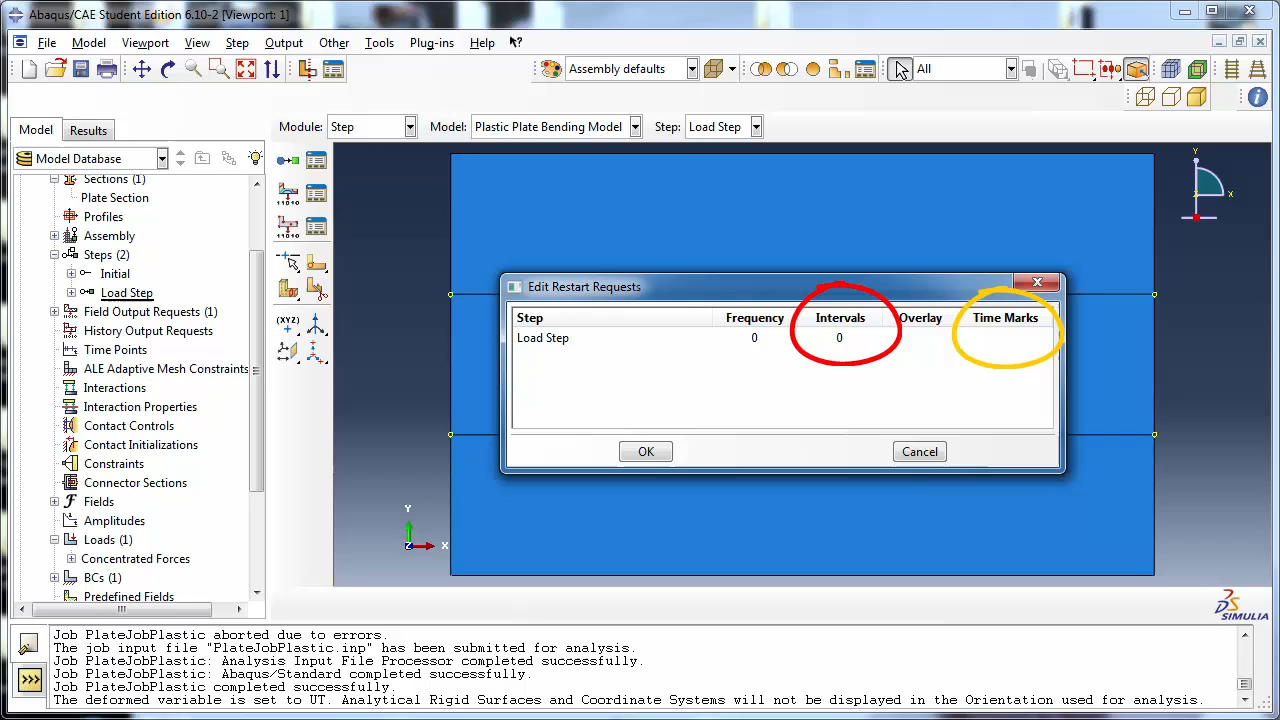 Abaqus/CAE Student Edition 6.10-2 [Viewport: 1]
File Model Viewport View Step Output Other Tools Plug-ins Help ?
Assembly defaults All
Model Results
Module: Step Model: Plastic Plate Bending Model Step: Load Step
Model Database
Sections (1)
Plate Section
Profiles
Assembly
Steps (2)
Initial
Load Step
Field Output Requests (1)
History Output Requests
Time Points
ALE Adaptive Mesh Constraints
Interactions
Interaction Properties
Contact Controls
Contact Initializations
Constraints
Connector Sections
Fields
Amplitudes
Loads (1)
Concentrated Forces
BCs (1)
Predefined Fields
11010
11010
(XYZ)
Y
X
Z
Edit Restart Requests
Step Frequency Intervals Overlay Time Marks
Load Step 0 0
OK Cancel
Y
X
Z
SIMULIA
>>>
Job PlateJobPlastic aborted due to errors.
The job input file "PlateJobPlastic.inp" has been submitted for analysis.
Job PlateJobPlastic: Analysis Input File Processor completed successfully.
Job PlateJobPlastic: Abaqus/Standard completed successfully.
Job PlateJobPlastic completed successfully.
The deformed variable is set to UT. Analytical Rigid Surfaces and Coordinate Systems will not be displayed in the Orientation used for analysis.